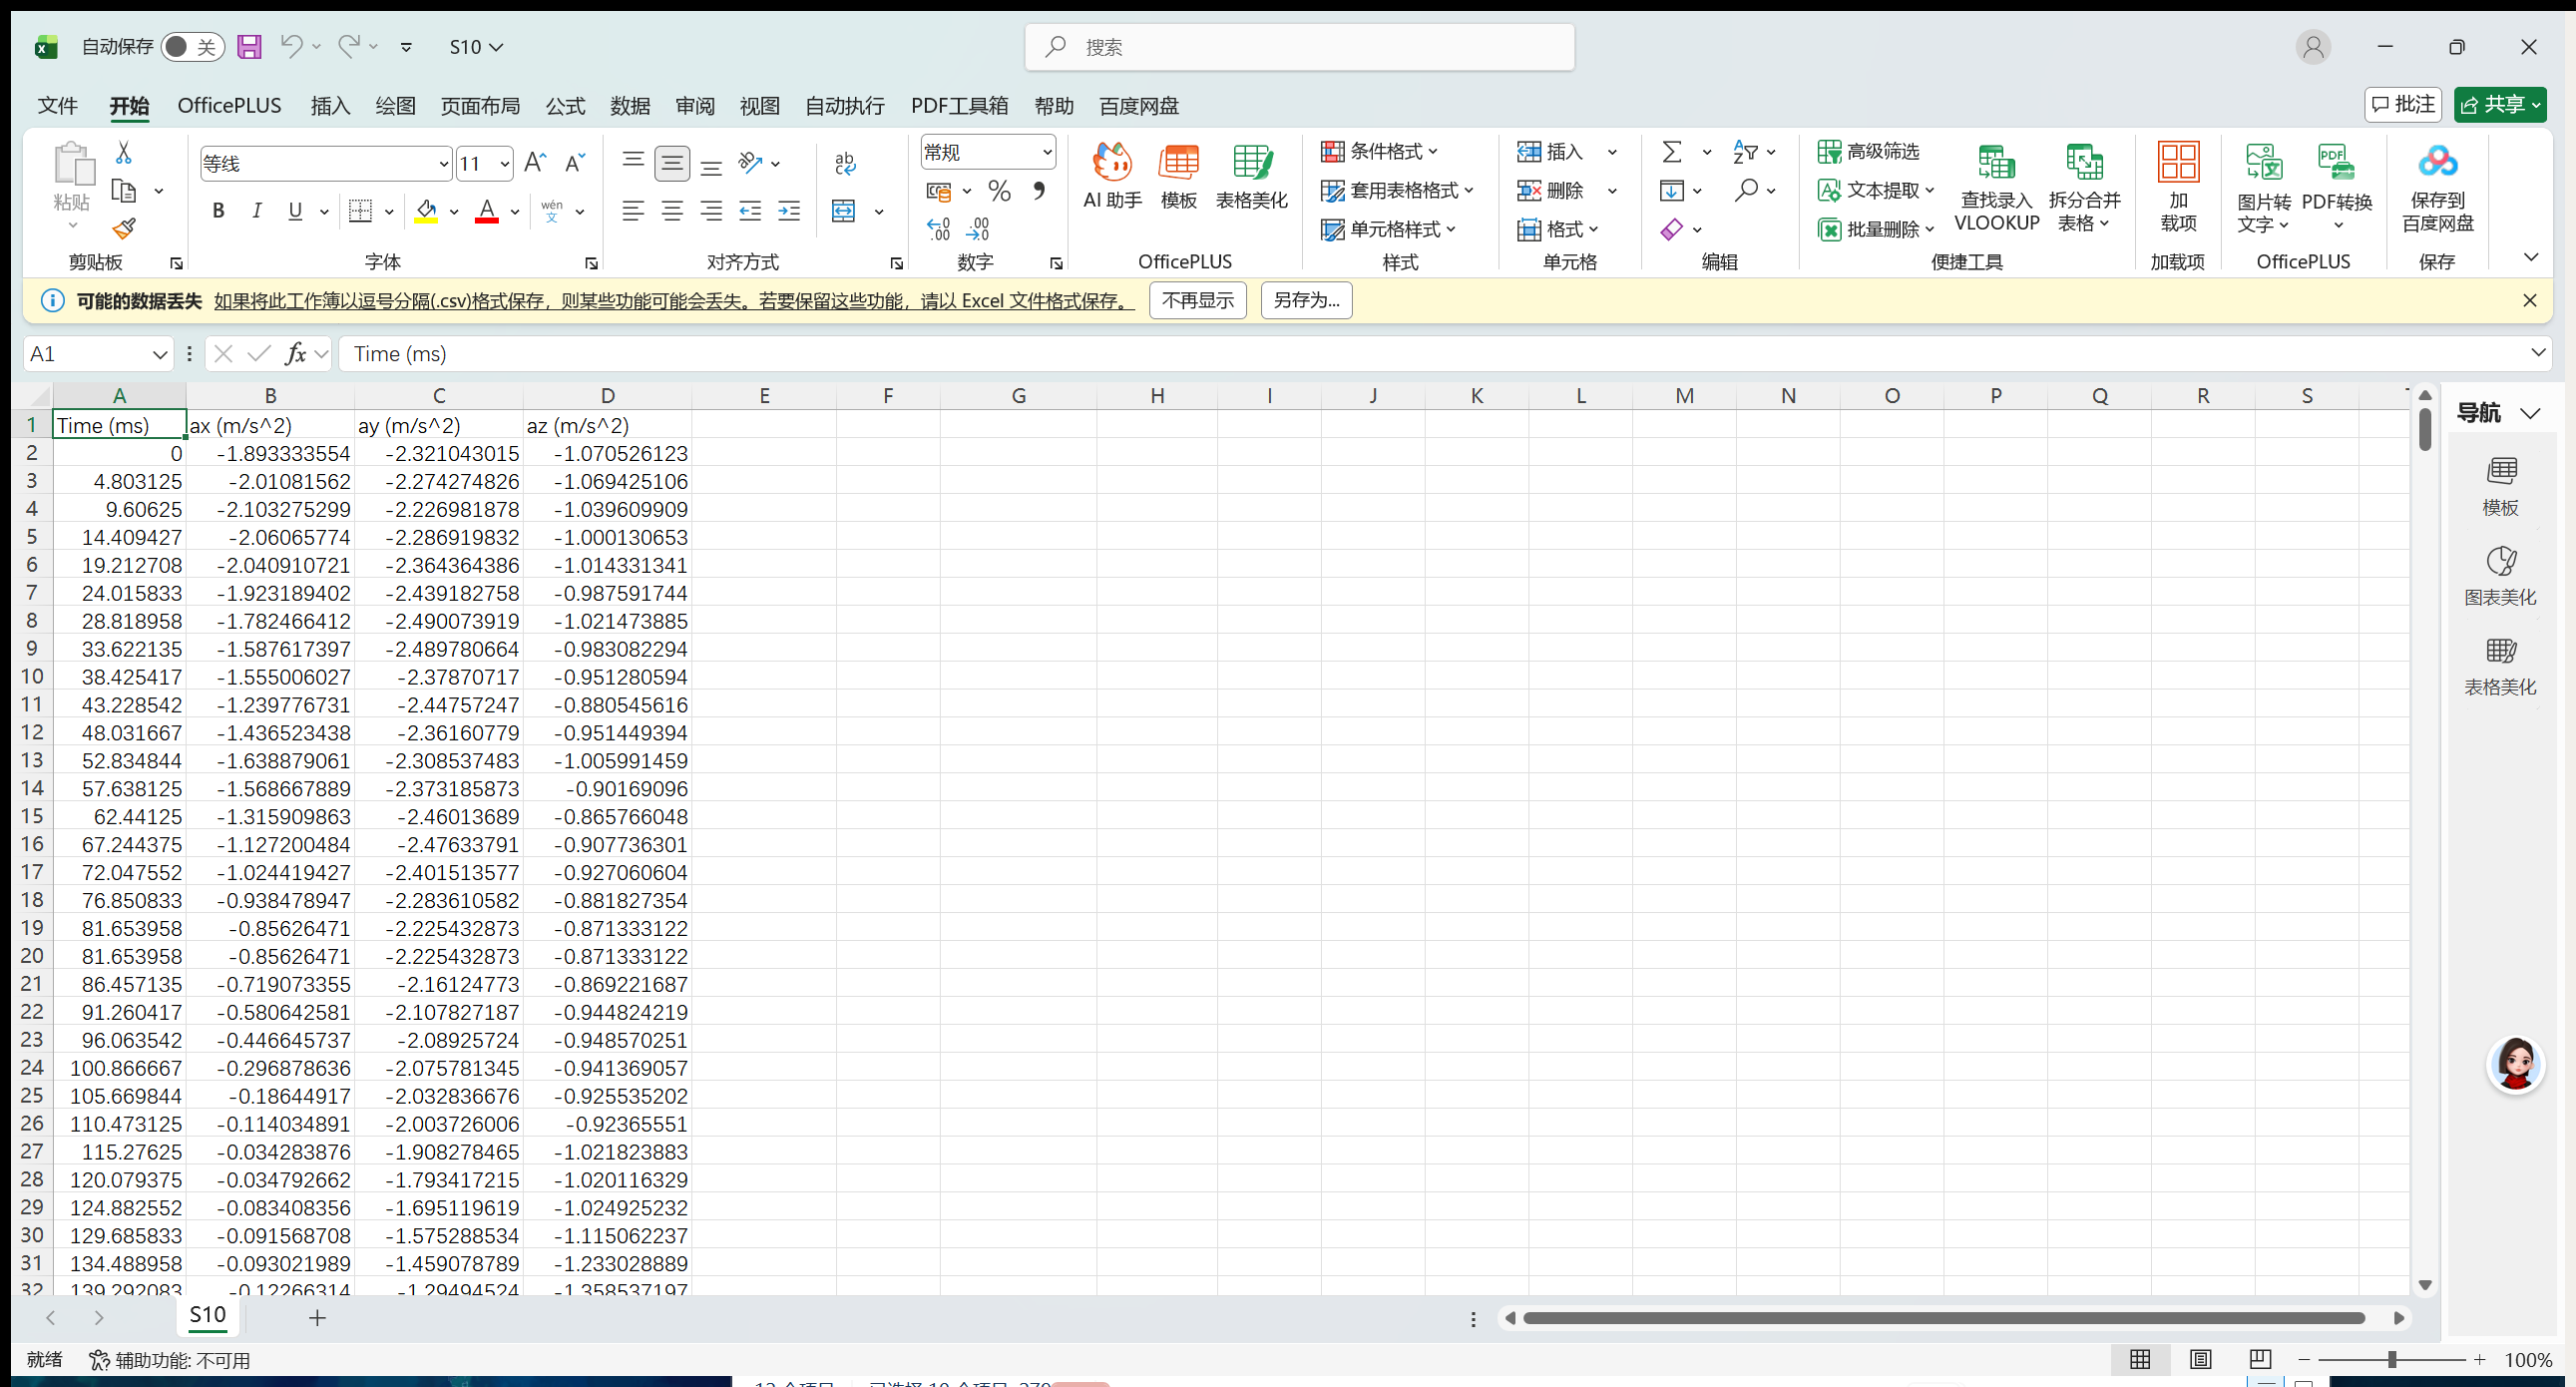 自动保存 关 S10 搜索
文件 开始 OfficePLUS 插入 绘图 页面布局 公式 数据 审阅 视图 自动执行 PDF工具箱 帮助 百度网盘 批注 共享
粘贴 等线 11 常规 AI 助手 模板 表格美化 条件格式 套用表格格式 单元格样式 插入 删除 格式 高级筛选 文本提取 批量删除 查找录入 VLOOKUP 拆分合并 表格 加 载项 图片转 文字 PDF转换 保存到 百度网盘
剪贴板 字体 对齐方式 数字 OfficePLUS 样式 单元格 编辑 便捷工具 加载项 OfficePLUS 保存
可能的数据丢失 如果将此工作簿以逗号分隔(.csv)格式保存，则某些功能可能会丢失。若要保留这些功能，请以 Excel 文件格式保存。 不再显示 另存为...
A1 fx Time (ms)
A B C D E F G H I J K L M N O P Q R S
1 Time (ms) ax (m/s^2) ay (m/s^2) az (m/s^2)
2 0 -1.893333554 -2.321043015 -1.070526123
3 4.803125 -2.01081562 -2.274274826 -1.069425106
4 9.60625 -2.103275299 -2.226981878 -1.039609909
5 14.409427 -2.06065774 -2.286919832 -1.000130653
6 19.212708 -2.040910721 -2.364364386 -1.014331341
7 24.015833 -1.923189402 -2.439182758 -0.987591744
8 28.818958 -1.782466412 -2.490073919 -1.021473885
9 33.622135 -1.587617397 -2.489780664 -0.983082294
10 38.425417 -1.555006027 -2.37870717 -0.951280594
11 43.228542 -1.239776731 -2.44757247 -0.880545616
12 48.031667 -1.436523438 -2.36160779 -0.951449394
13 52.834844 -1.638879061 -2.308537483 -1.005991459
14 57.638125 -1.568667889 -2.373185873 -0.90169096
15 62.44125 -1.315909863 -2.46013689 -0.865766048
16 67.244375 -1.127200484 -2.47633791 -0.907736301
17 72.047552 -1.024419427 -2.401513577 -0.927060604
18 76.850833 -0.938478947 -2.283610582 -0.881827354
19 81.653958 -0.85626471 -2.225432873 -0.871333122
20 81.653958 -0.85626471 -2.225432873 -0.871333122
21 86.457135 -0.719073355 -2.16124773 -0.869221687
22 91.260417 -0.580642581 -2.107827187 -0.944824219
23 96.063542 -0.446645737 -2.08925724 -0.948570251
24 100.866667 -0.296878636 -2.075781345 -0.941369057
25 105.669844 -0.18644917 -2.032836676 -0.925535202
26 110.473125 -0.114034891 -2.003726006 -0.92365551
27 115.27625 -0.034283876 -1.908278465 -1.021823883
28 120.079375 -0.034792662 -1.793417215 -1.020116329
29 124.882552 -0.083408356 -1.695119619 -1.024925232
30 129.685833 -0.091568708 -1.575288534 -1.115062237
31 134.488958 -0.093021989 -1.459078789 -1.233028889
32 139.292083 -0.12266314 -1.29494524 -1.358537197
导航
模板
图表美化
表格美化
S10
就绪 辅助功能: 不可用 100%